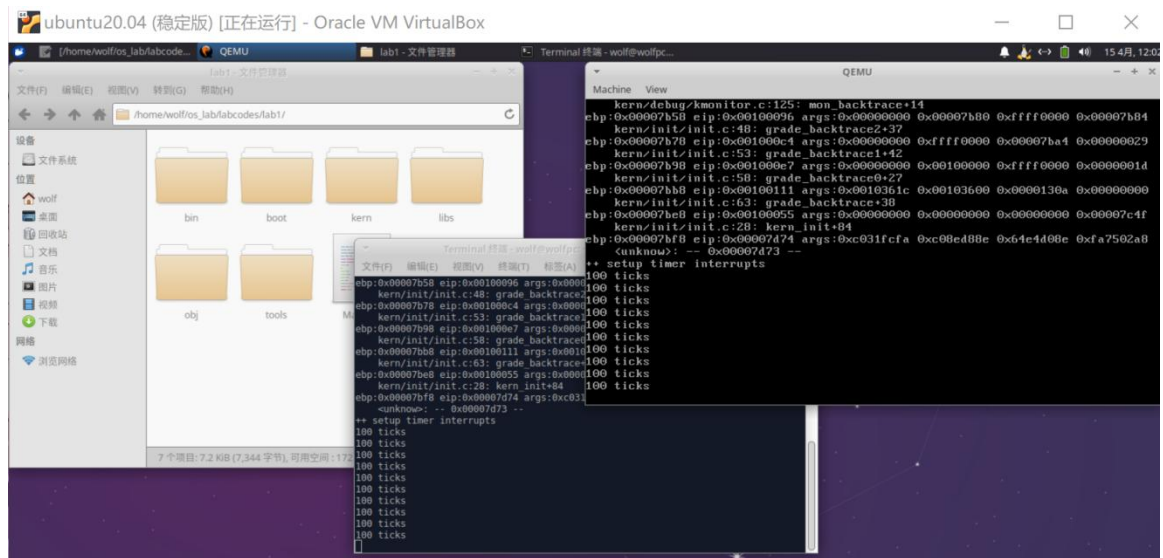 ubuntu20.04 (稳定版) [正在运行] - Oracle VM VirtualBox
[/home/wolf/os_lab/labcode... QEMU lab1 - 文件管理器 Terminal 终端 - wolf@wolfpc... 15 4月, 12:02
lab1 - 文件管理器
文件(F) 编辑(E) 视图(V) 转到(G) 帮助(H)
/home/wolf/os_lab/labcodes/lab1/
设备
文件系统
位置
wolf
桌面
回收站
文档
音乐
图片
视频
下载
网络
浏览网络
bin boot kern libs
obj tools
7 个项目: 7.2 KiB (7,344 字节), 可用空间 : 172
Terminal 终端 - wolf@wolfpc
文件(F) 编辑(E) 视图(V) 终端(T) 标签(A)
ebp:0x00007b58 eip:0x00100096 args:0x0000
kern/init/init.c:48: grade_backtrace2
ebp:0x00007b78 eip:0x001000c4 args:0x0000
kern/init/init.c:53: grade_backtrace1
ebp:0x00007b98 eip:0x001000e7 args:0x0000
kern/init/init.c:58: grade_backtrace0
ebp:0x00007bb8 eip:0x00100111 args:0x0010
kern/init/init.c:63: grade_backtrace+
ebp:0x00007be8 eip:0x00100055 args:0x0000
kern/init/init.c:28: kern_init+84
ebp:0x00007bf8 eip:0x00007d74 args:0xc031
<unknow>: -- 0x00007d73 --
++ setup timer interrupts
100 ticks
100 ticks
100 ticks
100 ticks
100 ticks
100 ticks
100 ticks
100 ticks
100 ticks
100 ticks
QEMU
Machine View
kern/debug/kmonitor.c:125: mon_backtrace+14
ebp:0x00007b58 eip:0x00100096 args:0x00000000 0x00007b80 0xffff0000 0x00007b84
kern/init/init.c:48: grade_backtrace2+37
ebp:0x00007b78 eip:0x001000c4 args:0x00000000 0xffff0000 0x00007ba4 0x00000029
kern/init/init.c:53: grade_backtrace1+42
ebp:0x00007b98 eip:0x001000e7 args:0x00000000 0x00100000 0xffff0000 0x0000001d
kern/init/init.c:58: grade_backtrace0+27
ebp:0x00007bb8 eip:0x00100111 args:0x0010361c 0x00103600 0x0000130a 0x00000000
kern/init/init.c:63: grade_backtrace+38
ebp:0x00007be8 eip:0x00100055 args:0x00000000 0x00000000 0x00000000 0x00007c4f
kern/init/init.c:28: kern_init+84
ebp:0x00007bf8 eip:0x00007d74 args:0xc031fcfa 0xc08ed88e 0x64e4d08e 0xfa7502a8
<unknow>: -- 0x00007d73 --
++ setup timer interrupts
100 ticks
100 ticks
100 ticks
100 ticks
100 ticks
100 ticks
100 ticks
100 ticks
100 ticks
100 ticks